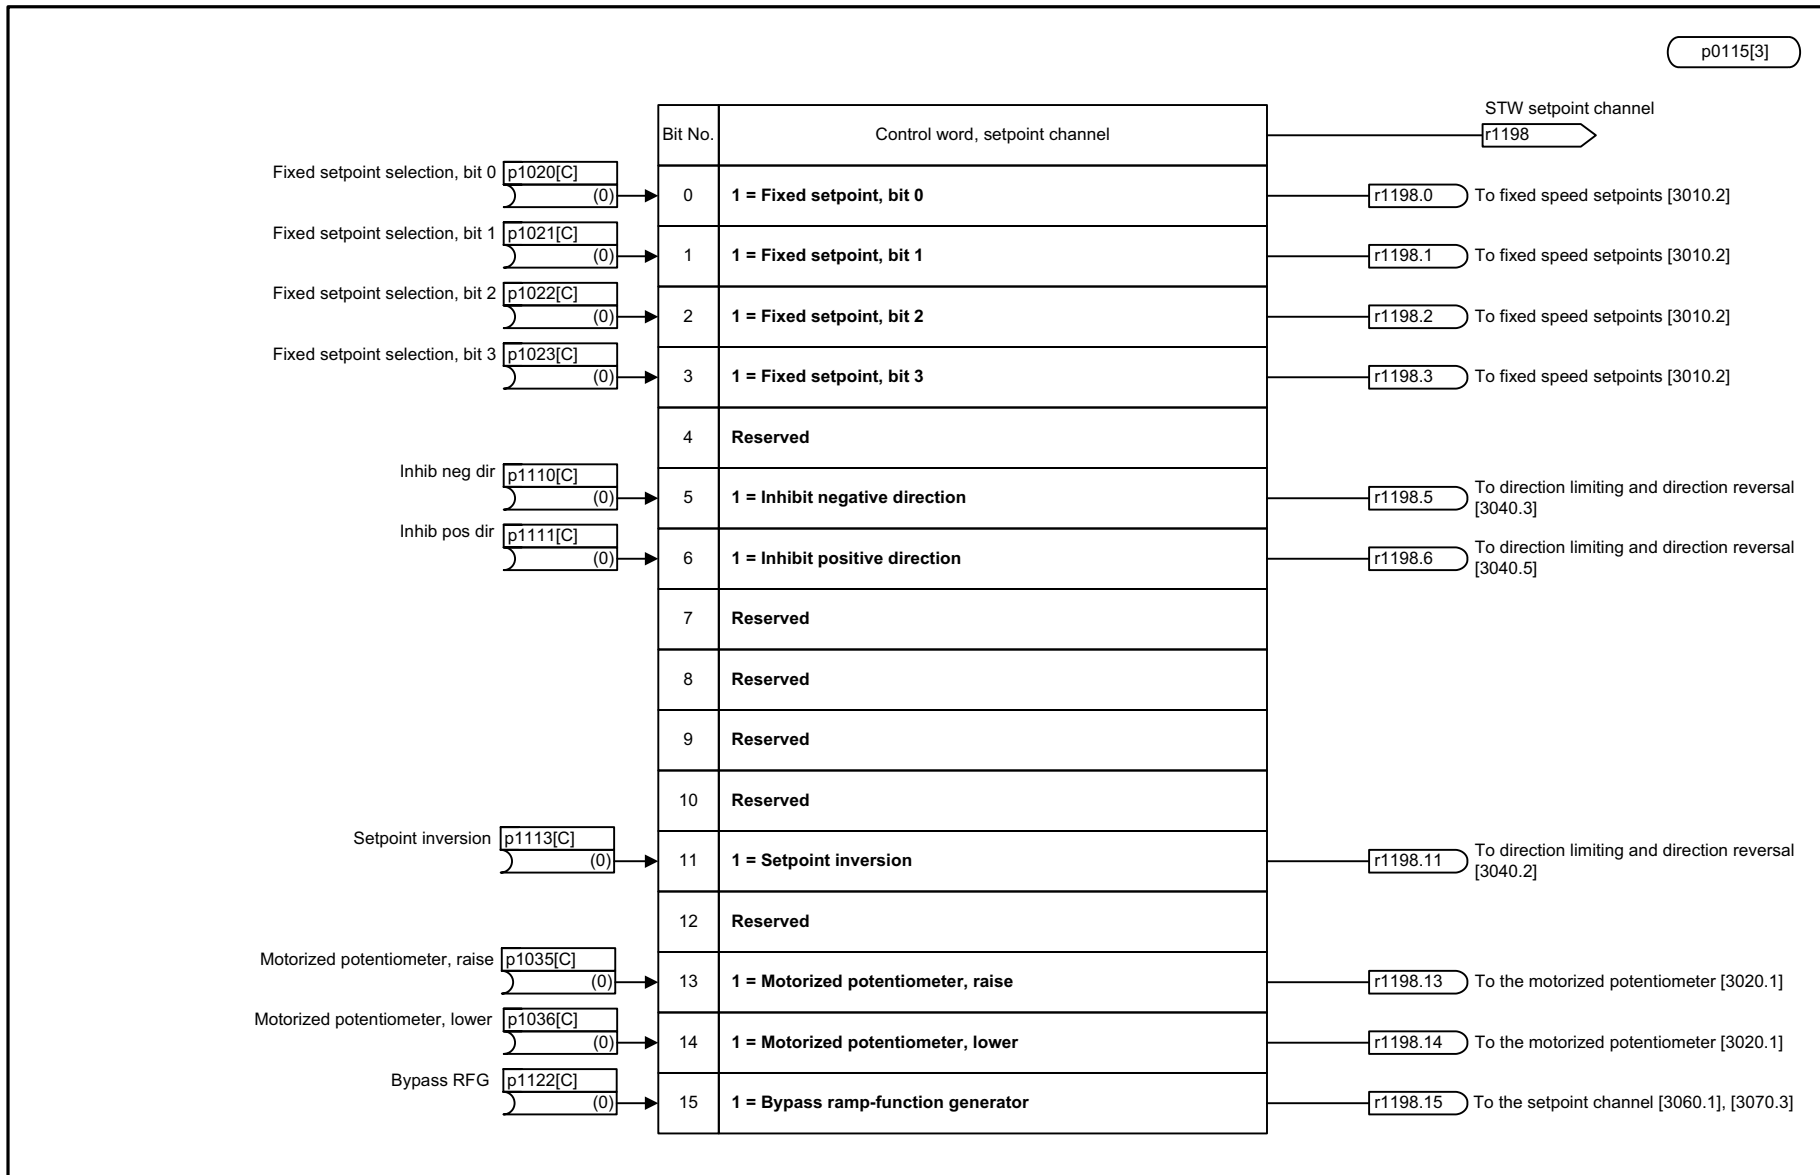 p0115[3]
STW setpoint channel
Bit No. Control word, setpoint channel r1198
Fixed setpoint selection, bit 0 p1020[C]
(0) 0 1 = Fixed setpoint, bit 0 r1198.0 To fixed speed setpoints [3010.2]
Fixed setpoint selection, bit 1 p1021[C]
(0) 1 1 = Fixed setpoint, bit 1 r1198.1 To fixed speed setpoints [3010.2]
Fixed setpoint selection, bit 2 p1022[C]
(0) 2 1 = Fixed setpoint, bit 2 r1198.2 To fixed speed setpoints [3010.2]
Fixed setpoint selection, bit 3 p1023[C]
(0) 3 1 = Fixed setpoint, bit 3 r1198.3 To fixed speed setpoints [3010.2]
4 Reserved
Inhib neg dir p1110[C]
(0) 5 1 = Inhibit negative direction r1198.5 To direction limiting and direction reversal
[3040.3]
Inhib pos dir p1111[C]
(0) 6 1 = Inhibit positive direction r1198.6 To direction limiting and direction reversal
[3040.5]
7 Reserved
8 Reserved
9 Reserved
10 Reserved
Setpoint inversion p1113[C]
(0) 11 1 = Setpoint inversion r1198.11 To direction limiting and direction reversal
[3040.2]
12 Reserved
Motorized potentiometer, raise p1035[C]
(0) 13 1 = Motorized potentiometer, raise r1198.13 To the motorized potentiometer [3020.1]
Motorized potentiometer, lower p1036[C]
(0) 14 1 = Motorized potentiometer, lower r1198.14 To the motorized potentiometer [3020.1]
Bypass RFG p1122[C]
(0) 15 1 = Bypass ramp-function generator r1198.15 To the setpoint channel [3060.1], [3070.3]